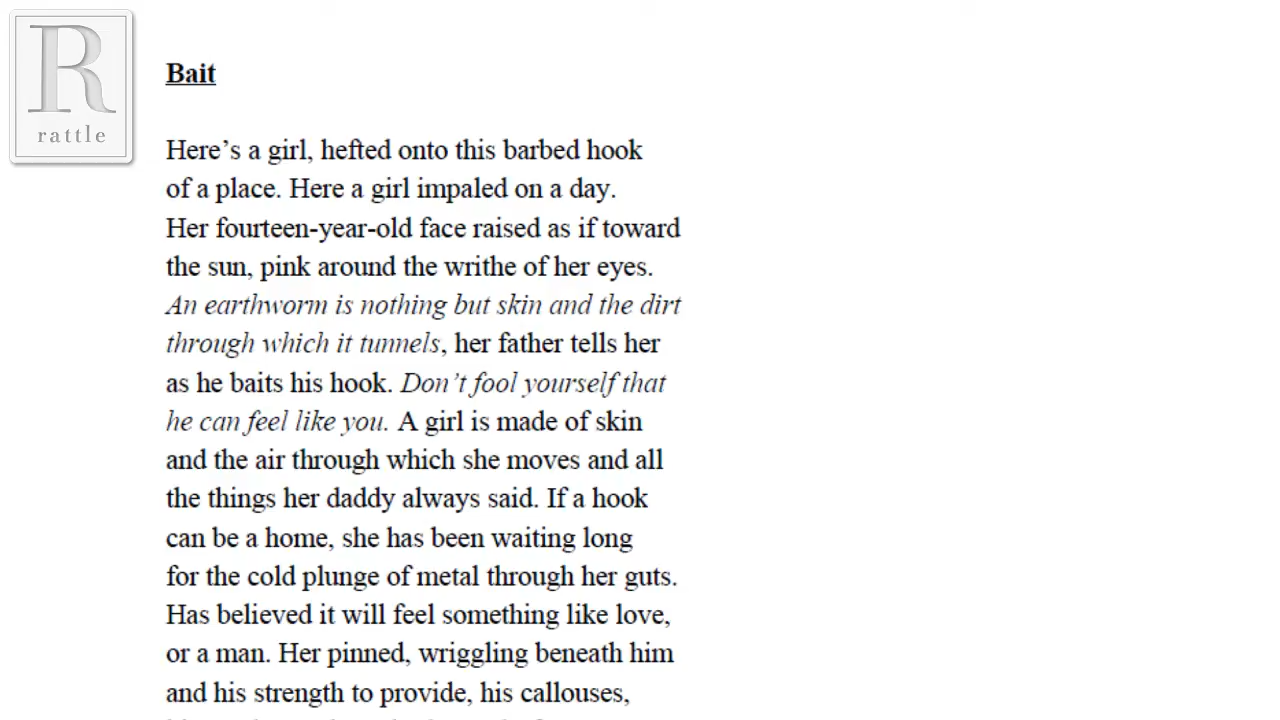 R
rattle
Bait
Here’s a girl, hefted onto this barbed hook
of a place. Here a girl impaled on a day.
Her fourteen-year-old face raised as if toward
the sun, pink around the writhe of her eyes.
An earthworm is nothing but skin and the dirt
through which it tunnels, her father tells her
as he baits his hook. Don’t fool yourself that
he can feel like you. A girl is made of skin
and the air through which she moves and all
the things her daddy always said. If a hook
can be a home, she has been waiting long
for the cold plunge of metal through her guts.
Has believed it will feel something like love,
or a man. Her pinned, wriggling beneath him
and his strength to provide, his callouses,